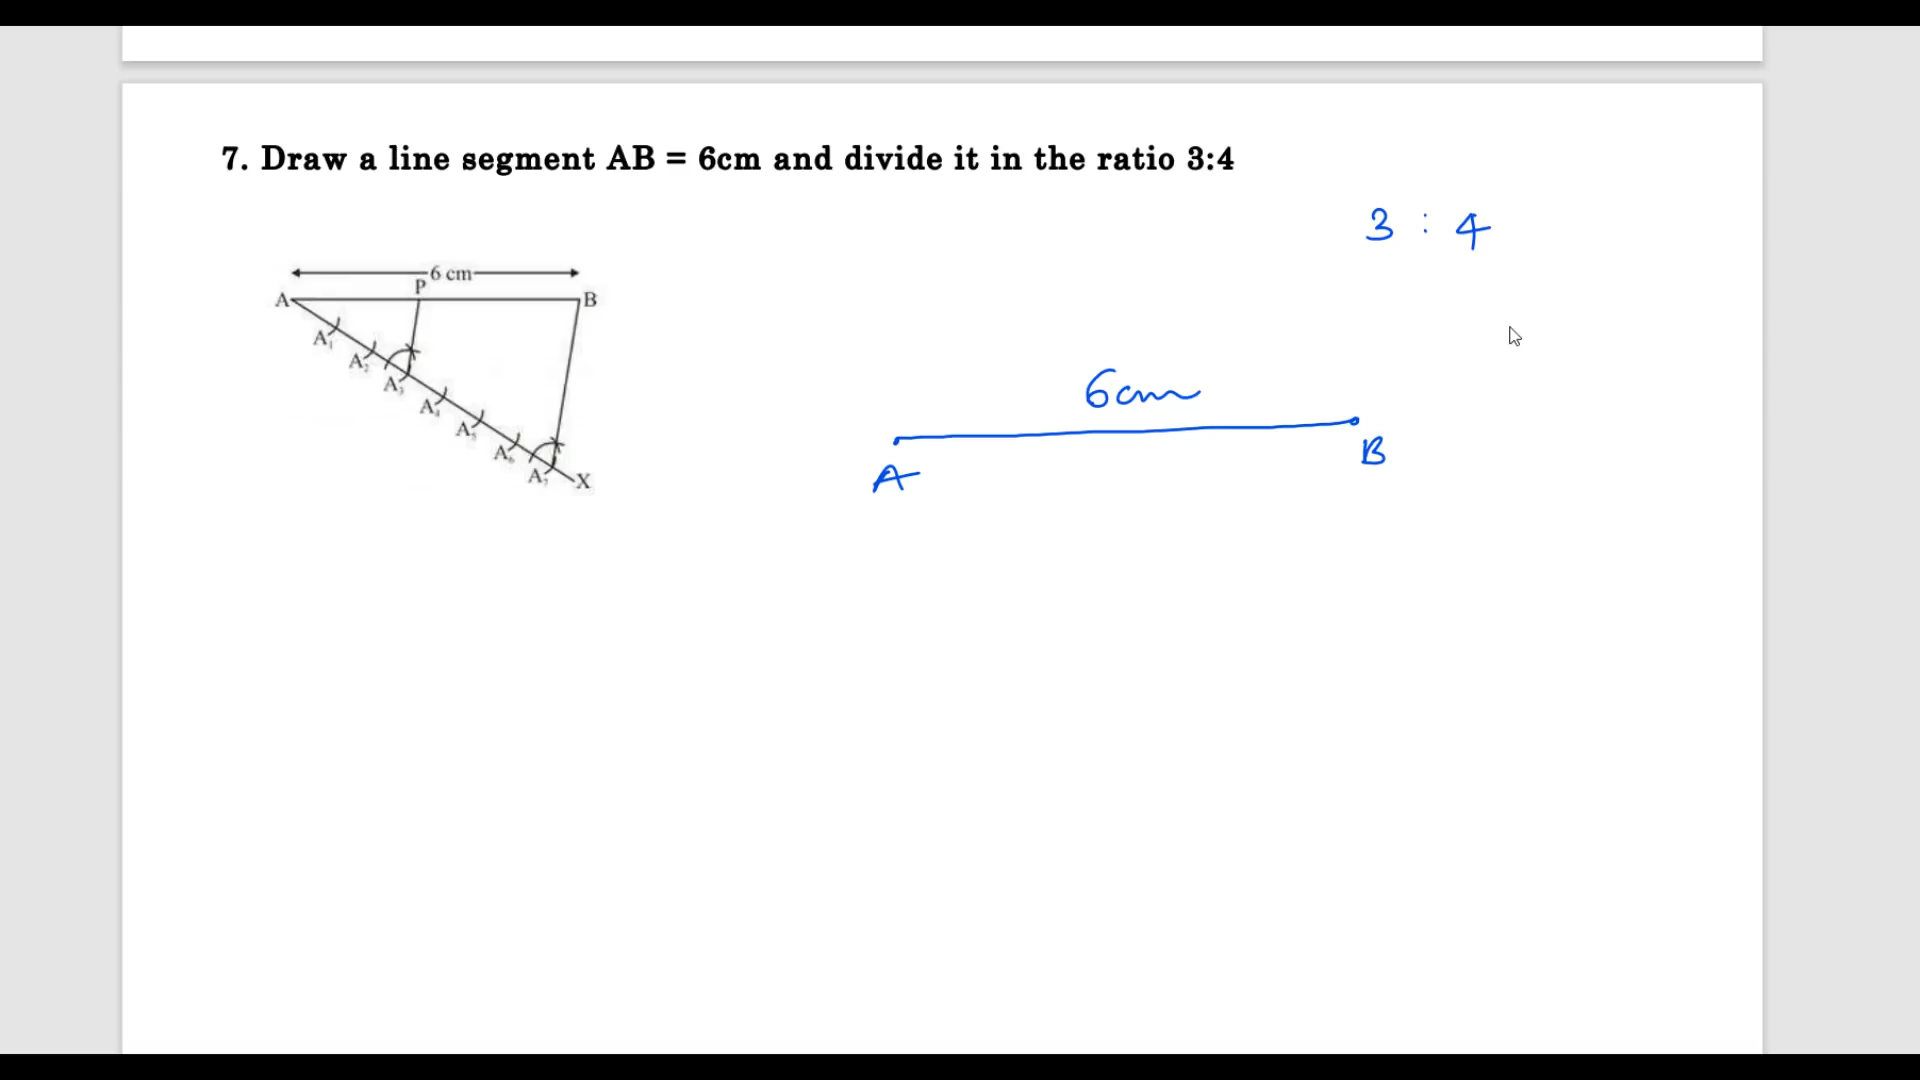 7. Draw a line segment AB = 6cm and divide it in the ratio 3:4
3 : 4
6 cm
P
A B
A₁
A₂
A₃
A₄
A₅
A₆
A₇ X
6cm
A B